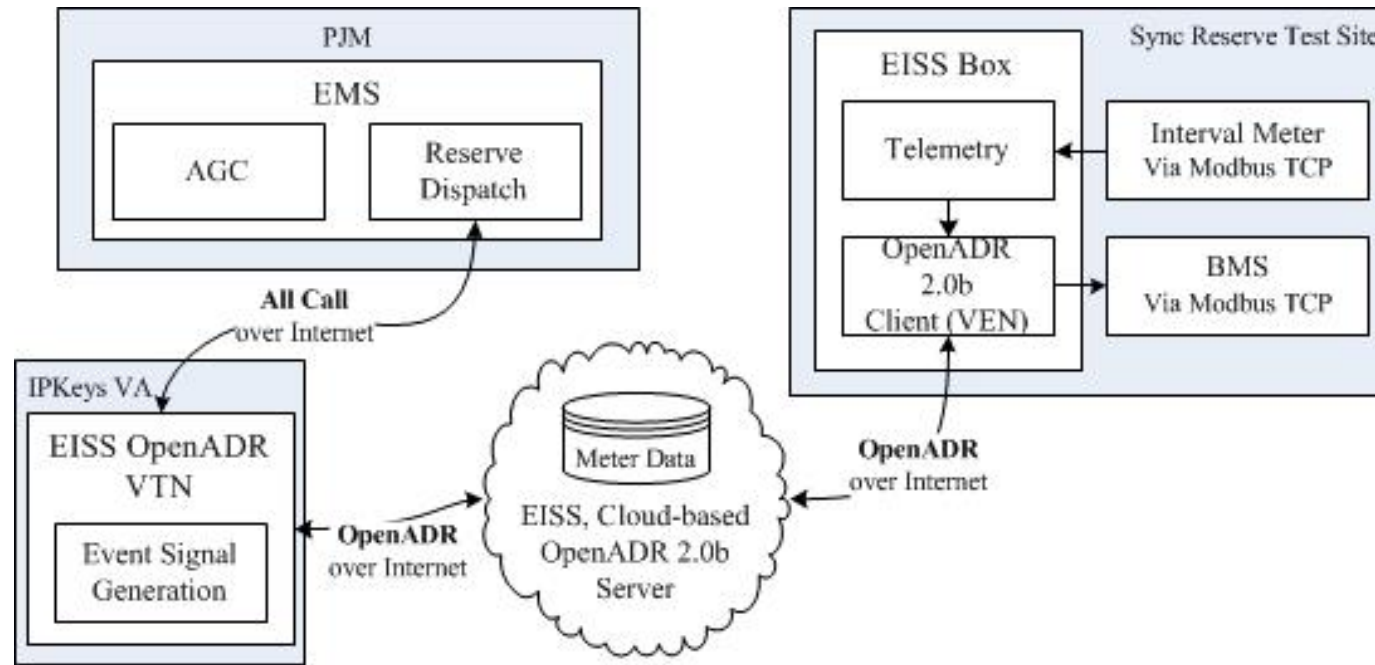 PJM
EMS
AGC
Reserve
Dispatch
All Call
over Internet
IPKeys VA
EISS OpenADR
VTN
Event Signal
Generation
OpenADR
over Internet
Meter Data
EISS, Cloud-based
OpenADR 2.0b
Server
OpenADR
over Internet
Sync Reserve Test Site
EISS Box
Telemetry
Interval Meter
Via Modbus TCP
OpenADR
2.0b
Client (VEN)
BMS
Via Modbus TCP